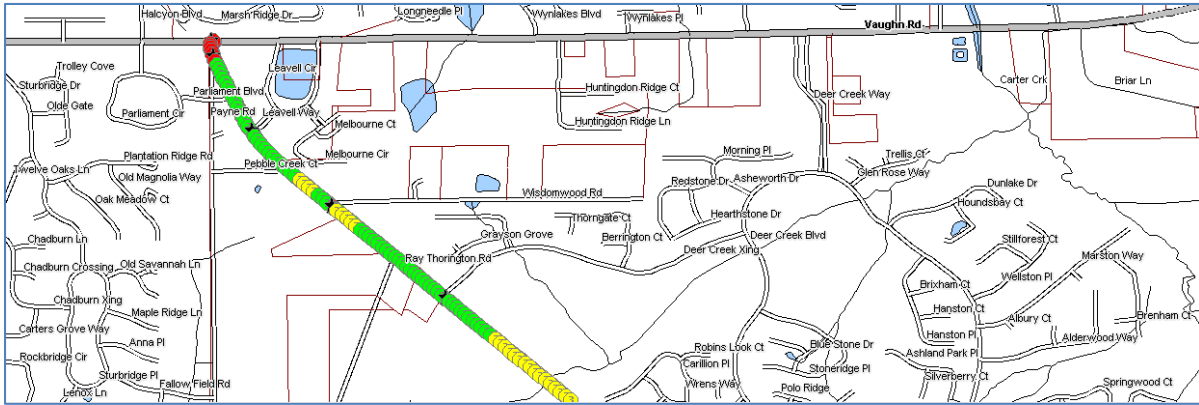 Halcyon Blvd
Marsh Ridge Dr
Longneedle Pl
Wynlakes Blvd
Wynlakes Pl
Vaughn Rd
Trolley Cove
Leavell Cir
Carter Crk
Briar Ln
Sturbridge Dr
Parliament Blvd
Huntingdon Ridge Ct
Deer Creek Way
Olde Gate
Parliament Cir
Payne Rd
Leavell Way
Melbourne Ct
Huntingdon Ridge Ln
Plantation Ridge Rd
Melbourne Cir
Morning Pl
Trellis Ct
Twelve Oaks Ln
Pebble Creek Ct
Old Magnolia Way
Redstone Dr
Asheworth Dr
Glen Rose Way
Dunlake Dr
Oak Meadow Ct
Wisdomwood Rd
Houndsbay Ct
Thorngate Ct
Hearthstone Dr
Chadburn Ln
Grayson Grove
Berrington Ct
Deer Creek Blvd
Stillforest Ct
Deer Creek Xing
Marston Way
Chadburn Crossing
Old Savannah Ln
Ray Thorington Rd
Wellston Pl
Brixham Ct
Chadburn Xing
Maple Ridge Ln
Hanston Ct
Albury Ct
Brenham Ct
Carters Grove Way
Anna Pl
Hanston Pl
Alderwood Way
Rockbridge Cir
Robins Look Ct
Blue Stone Dr
Ashland Park Pl
Carillion Pl
Stoneridge Pl
Sturbridge Pl
Silverberry Ct
Fallow Field Rd
Wrens Way
Polo Ridge
Springwood Ct
Lenox Ln